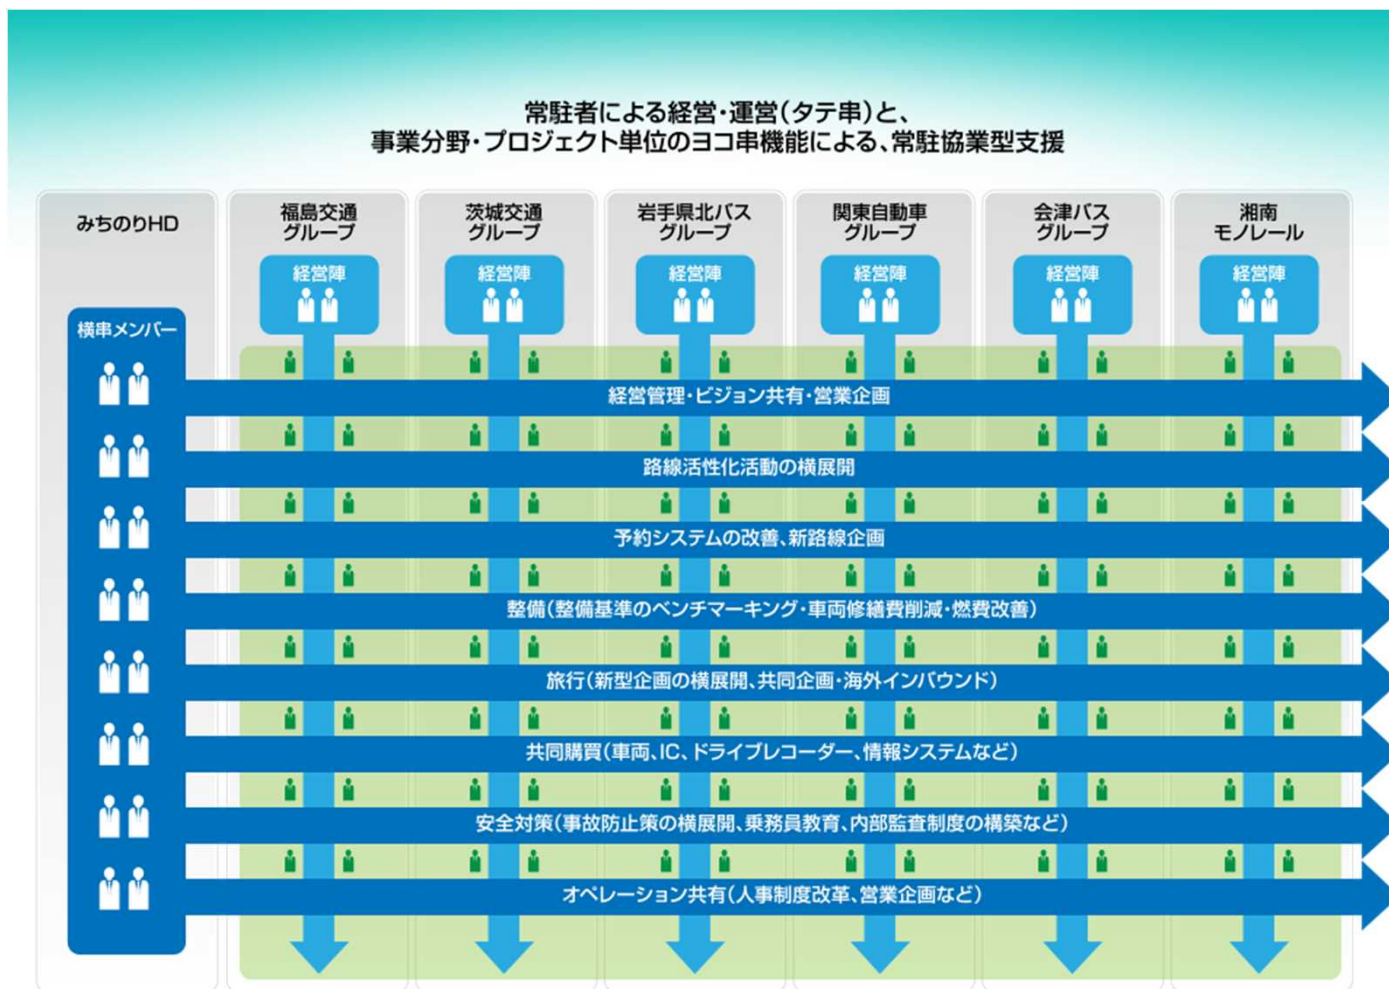 常駐者による経営・運営(タテ串)と、
事業分野・プロジェクト単位のヨコ串機能による、常駐協業型支援
みちのりHD
福島交通
グループ
茨城交通
グループ
岩手県北バス
グループ
関東自動車
グループ
会津バス
グループ
湘南
モノレール
経営陣
経営陣
経営陣
経営陣
経営陣
経営陣
横串メンバー
経営管理・ビジョン共有・営業企画
路線活性化活動の横展開
予約システムの改善、新路線企画
整備(整備基準のベンチマーキング・車両修繕費削減・燃費改善)
旅行(新型企画の横展開、共同企画・海外インバウンド)
共同購買(車両、IC、ドライブレコーダー、情報システムなど)
安全対策(事故防止策の横展開、乗務員教育、内部監査制度の構築など)
オペレーション共有(人事制度改革、営業企画など)